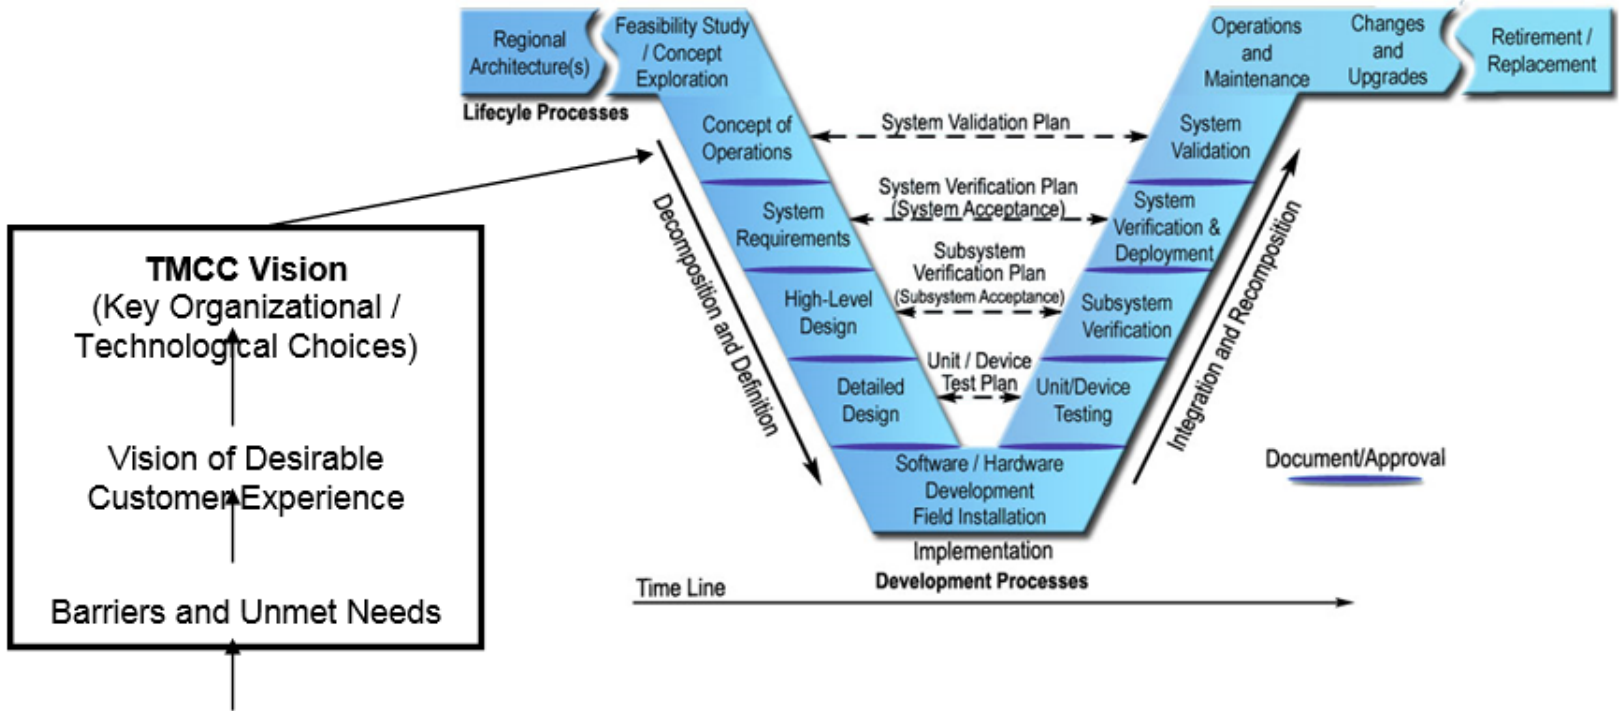 Regional
Architecture(s)
Feasibility Study
/ Concept
Exploration
Operations
and
Maintenance
Changes
and
Upgrades
Retirement /
Replacement
Lifecyle Processes
Concept of
Operations
System Validation Plan
System
Validation
System
Requirements
System Verification Plan
(System Acceptance)
System
Verification &
Deployment
High-Level
Design
Subsystem
Verification Plan
(Subsystem Acceptance)
Subsystem
Verification
Detailed
Design
Unit / Device
Test Plan
Unit/Device
Testing
Software / Hardware
Development
Field Installation
Implementation
Development Processes
Decomposition and Definition
Integration and Recomposition
Document/Approval
Time Line
TMCC Vision
(Key Organizational /
Technological Choices)
Vision of Desirable
Customer Experience
Barriers and Unmet Needs